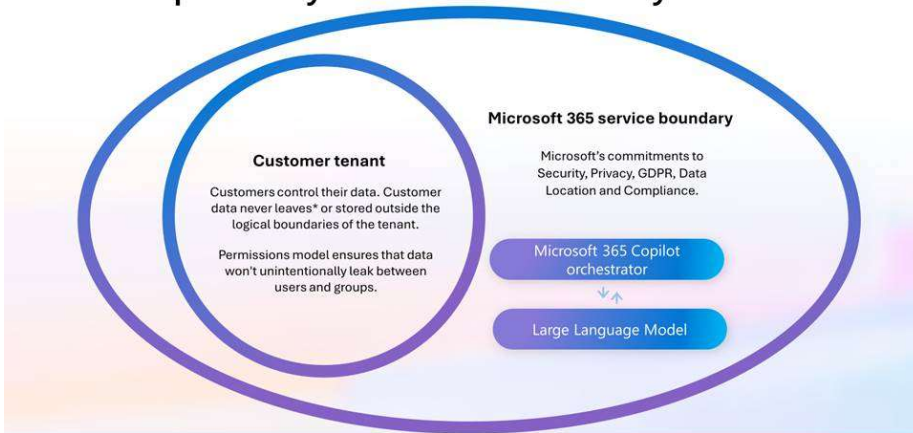 Customer tenant
Customers control their data. Customer
data never leaves* or stored outside the
logical boundaries of the tenant.
Permissions model ensures that data
won't unintentionally leak between
users and groups.
Microsoft 365 service boundary
Microsoft's commitments to
Security, Privacy, GDPR, Data
Location and Compliance.
Microsoft 365 Copilot
orchestrator
Large Language Model